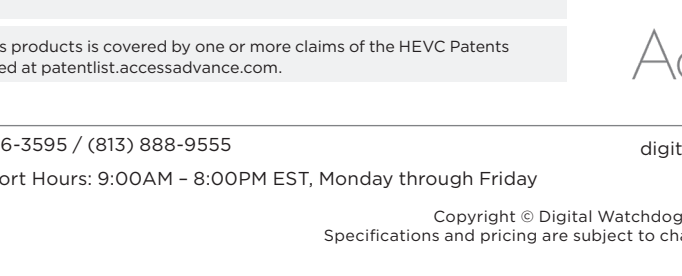 s products is covered by one or more claims of the HEVC Patents
ed at patentlist.accessadvance.com.
6-3595 / (813) 888-9555
digit
ort Hours: 9:00AM – 8:00PM EST, Monday through Friday
Copyright © Digital Watchdog
Specifications and pricing are subject to cha